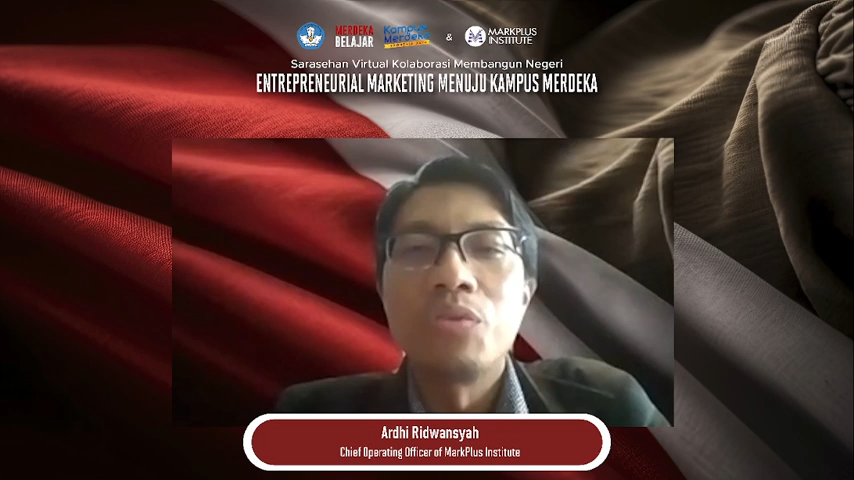 MERDEKA BELAJAR
Kampus Merdeka
&
MARKPLUS INSTITUTE
Sarasehan Virtual Kolaborasi Membangun Negeri
ENTREPRENEURIAL MARKETING MENUJU KAMPUS MERDEKA
Ardhi Ridwansyah
Chief Operating Officer of MarkPlus Institute